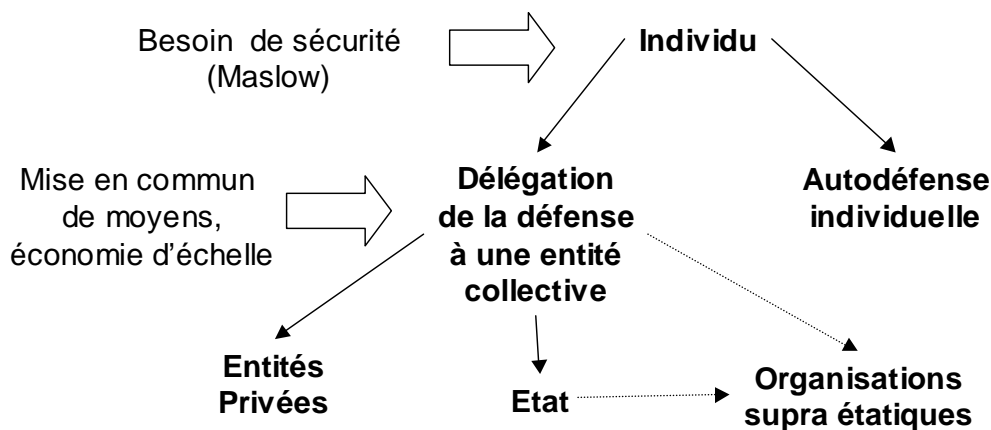 Besoin de sécurité
(Maslow)
Individu
Mise en commun
de moyens,
économie d'échelle
Délégation
de la défense
à une entité
collective
Autodéfense
individuelle
Entités
Privées
Etat
Organisations
supra étatiques